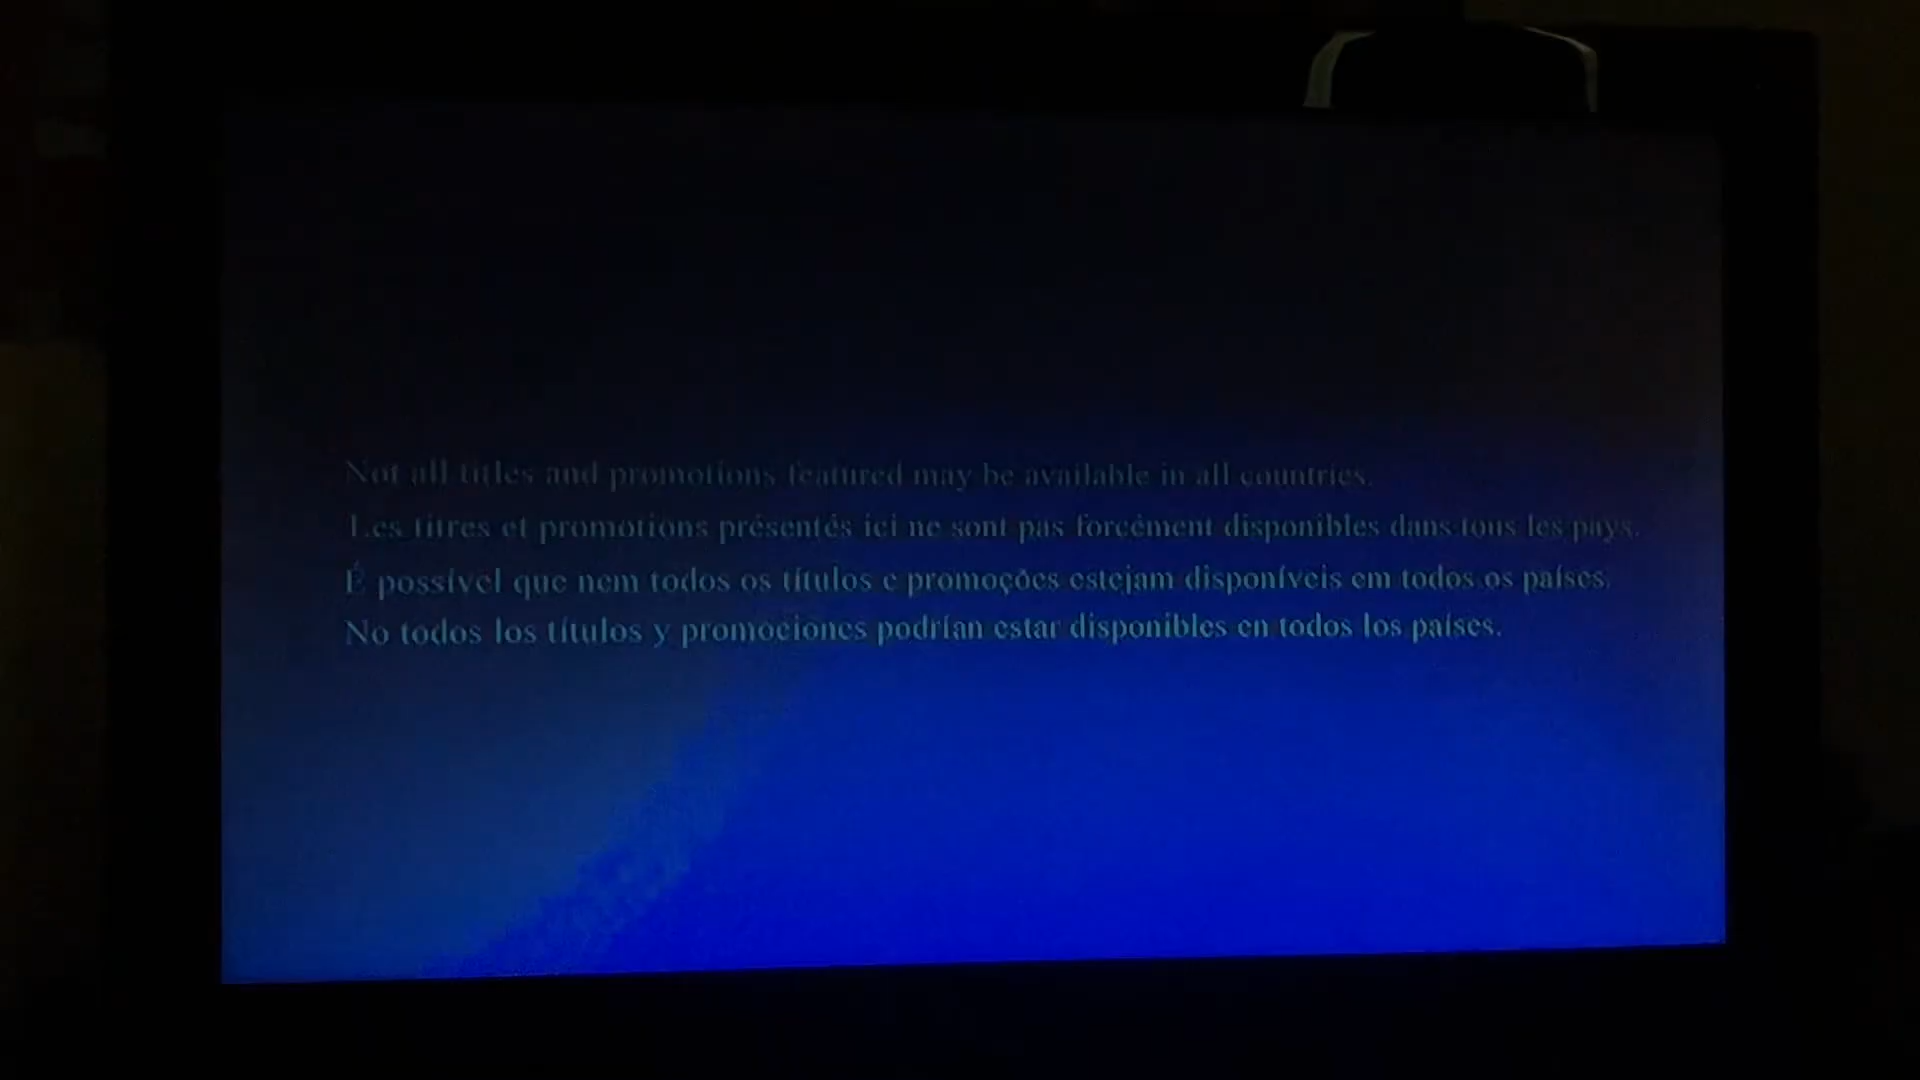 Not all titles and promotions featured may be available in all countries.
Les titres et promotions présentés ici ne sont pas forcément disponibles dans tous les pays.
É possível que nem todos os títulos e promoções estejam disponíveis em todos os países.
No todos los títulos y promociones podrían estar disponibles en todos los países.